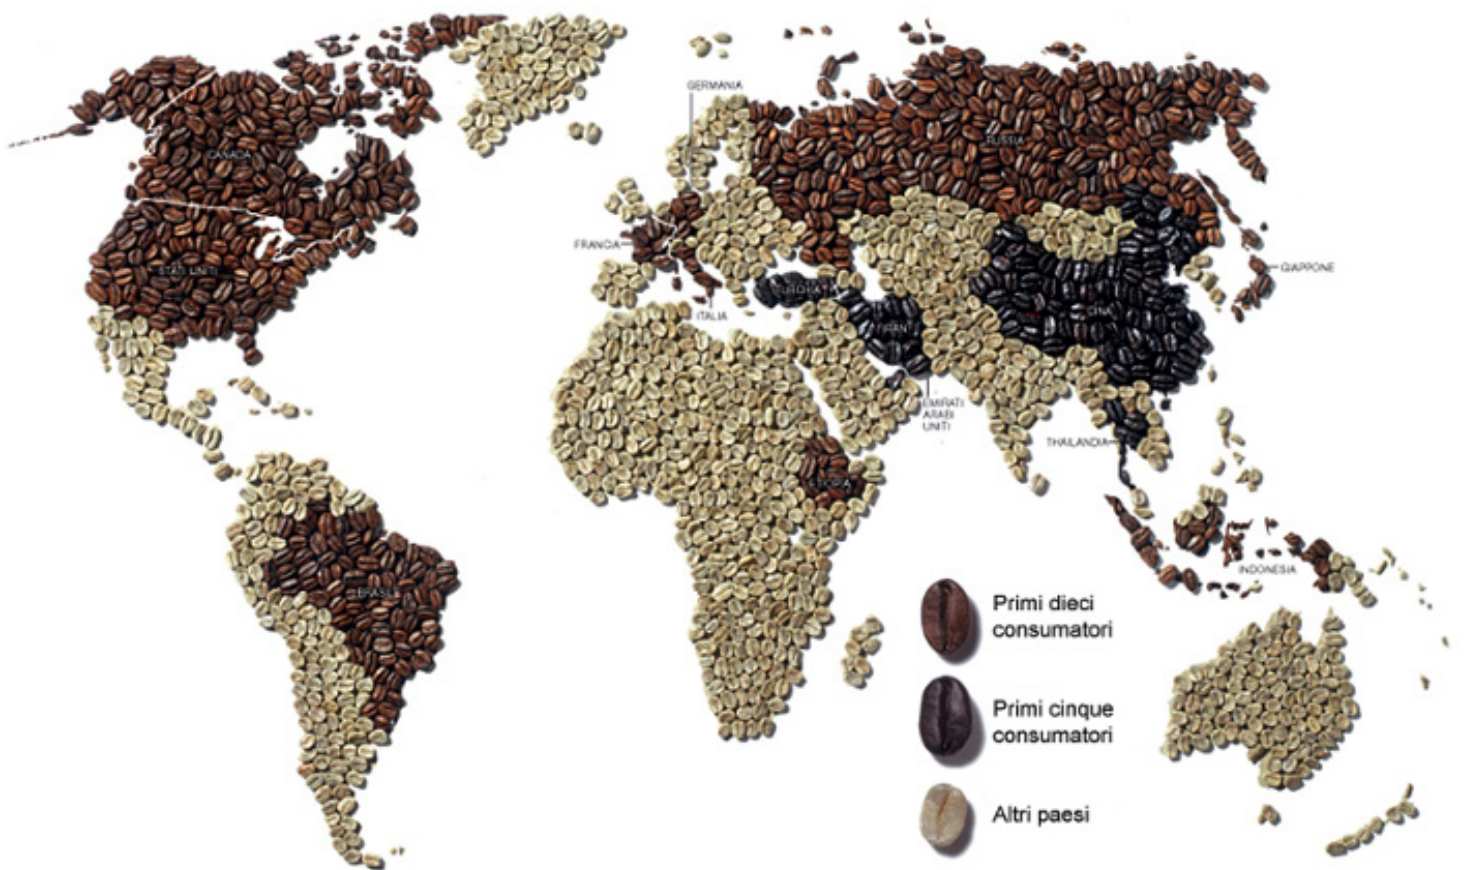 GERMANIA
CANADA
RUSSIA
FRANCIA
STATI UNITI
GIAPPONE
ITALIA
CINA
IRAN
EMIRATI
ARABI
UNITI
THAILANDIA
ETIOPIA
INDONESIA
BRASILE
Primi dieci
consumatori
Primi cinque
consumatori
Altri paesi